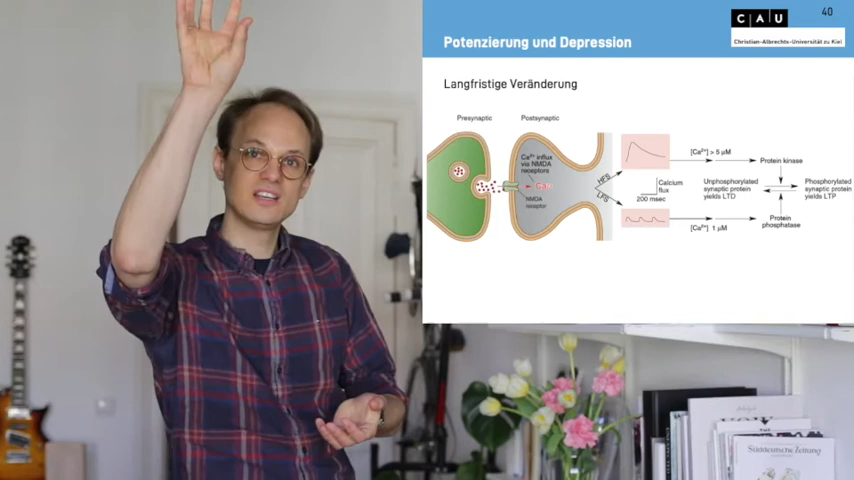 40
C A U
Christian-Albrechts-Universität zu Kiel
Potenzierung und Depression
Langfristige Veränderung
Presynaptic
Postsynaptic
Ca²⁺ influx
via NMDA
receptors
NMDA
receptor
HFS
LFS
[Ca²⁺] > 5 µM
Calcium
flux
200 msec
[Ca²⁺] 1 µM
Protein kinase
Unphosphorylated
synaptic protein
yields LTD
Phosphorylated
synaptic protein
yields LTP
Protein
phosphatase
Süddeutsche Zeitung